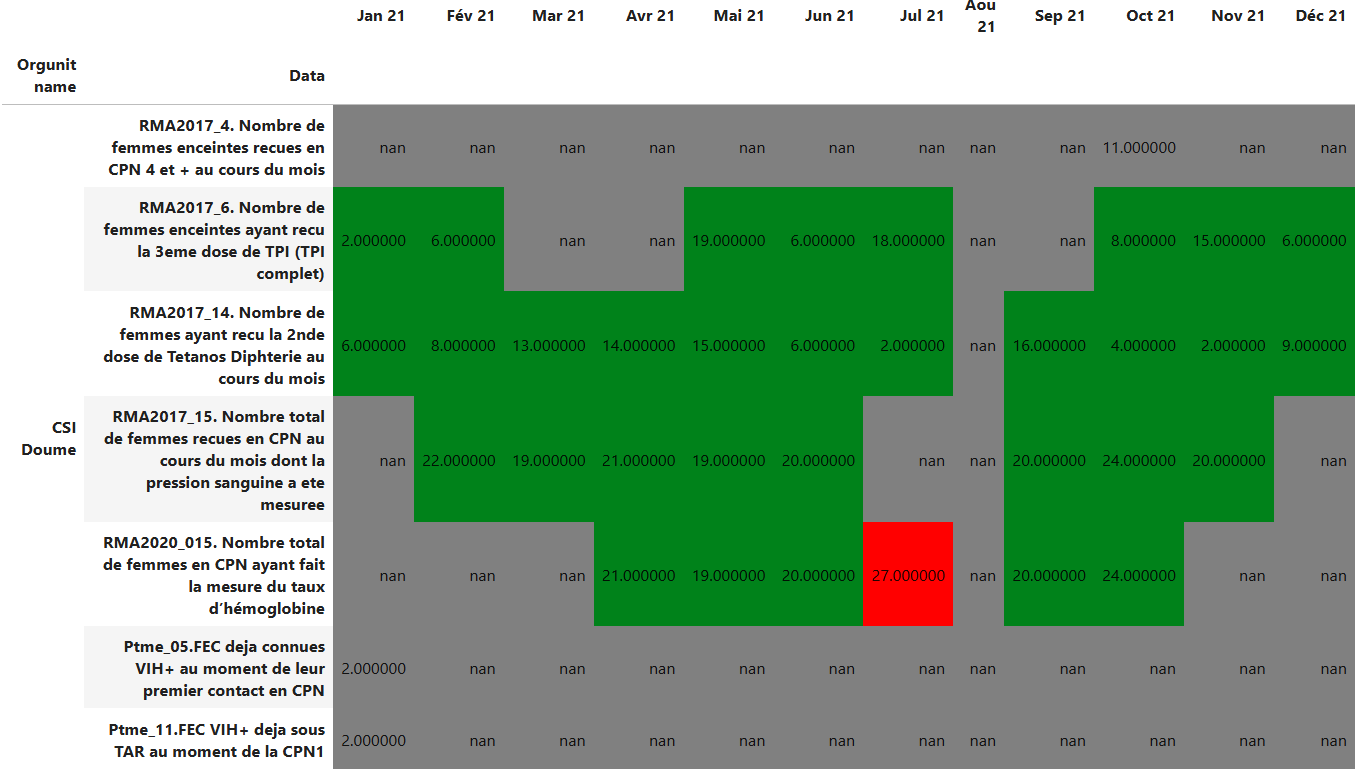 Jan 21 Fév 21 Mar 21 Avr 21 Mai 21 Jun 21 Jul 21 Aou 21 Sep 21 Oct 21 Nov 21 Déc 21
Orgunit
name
Data
CSI
Doume
RMA2017_4. Nombre de
femmes enceintes recues en
CPN 4 et + au cours du mois
nan nan nan nan nan nan nan nan nan 11.000000 nan nan
RMA2017_6. Nombre de
femmes enceintes ayant recu
la 3eme dose de TPI (TPI
complet)
2.000000 6.000000 nan nan 19.000000 6.000000 18.000000 nan nan 8.000000 15.000000 6.000000
RMA2017_14. Nombre de
femmes ayant recu la 2nde
dose de Tetanos Diphterie au
cours du mois
6.000000 8.000000 13.000000 14.000000 15.000000 6.000000 2.000000 nan 16.000000 4.000000 2.000000 9.000000
RMA2017_15. Nombre total
de femmes recues en CPN au
cours du mois dont la
pression sanguine a ete
mesuree
nan 22.000000 19.000000 21.000000 19.000000 20.000000 nan nan 20.000000 24.000000 20.000000 nan
RMA2020_015. Nombre total
de femmes en CPN ayant fait
la mesure du taux
d’hémoglobine
nan nan nan 21.000000 19.000000 20.000000 27.000000 nan 20.000000 24.000000 nan nan
Ptme_05.FEC deja connues
VIH+ au moment de leur
premier contact en CPN
2.000000 nan nan nan nan nan nan nan nan nan nan nan
Ptme_11.FEC VIH+ deja sous
TAR au moment de la CPN1
2.000000 nan nan nan nan nan nan nan nan nan nan nan